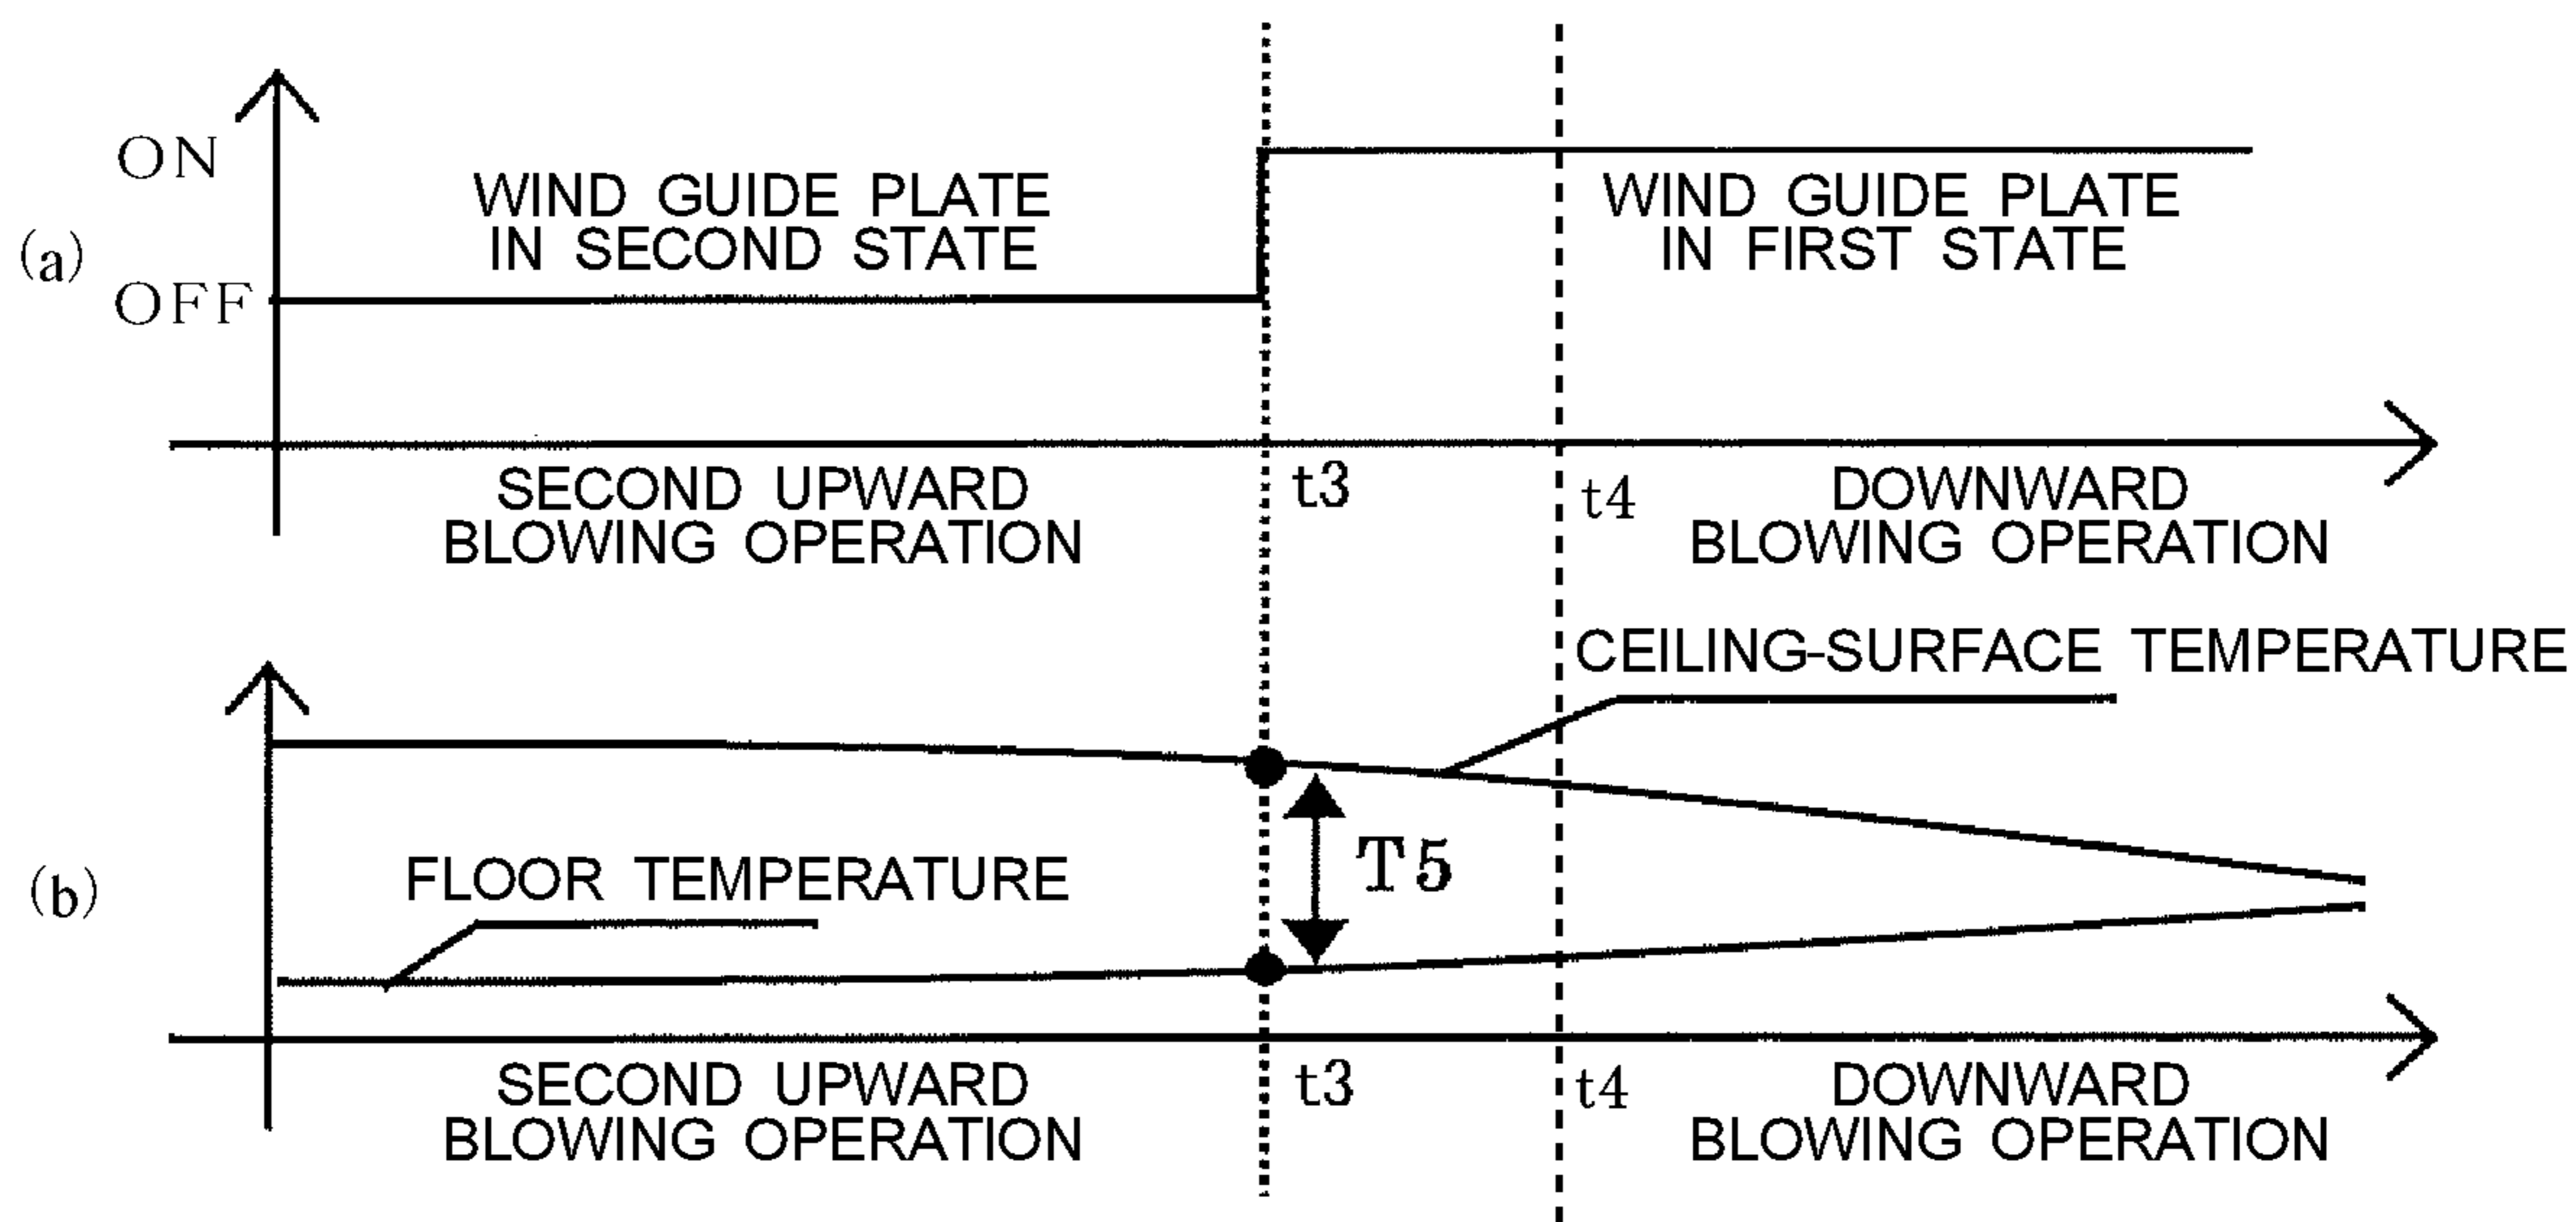 (a)
ON
OFF
WIND GUIDE PLATE
IN SECOND STATE
WIND GUIDE PLATE
IN FIRST STATE
SECOND UPWARD
BLOWING OPERATION
t3
t4
DOWNWARD
BLOWING OPERATION
(b)
CEILING-SURFACE TEMPERATURE
FLOOR TEMPERATURE
T5
SECOND UPWARD
BLOWING OPERATION
t3
t4
DOWNWARD
BLOWING OPERATION